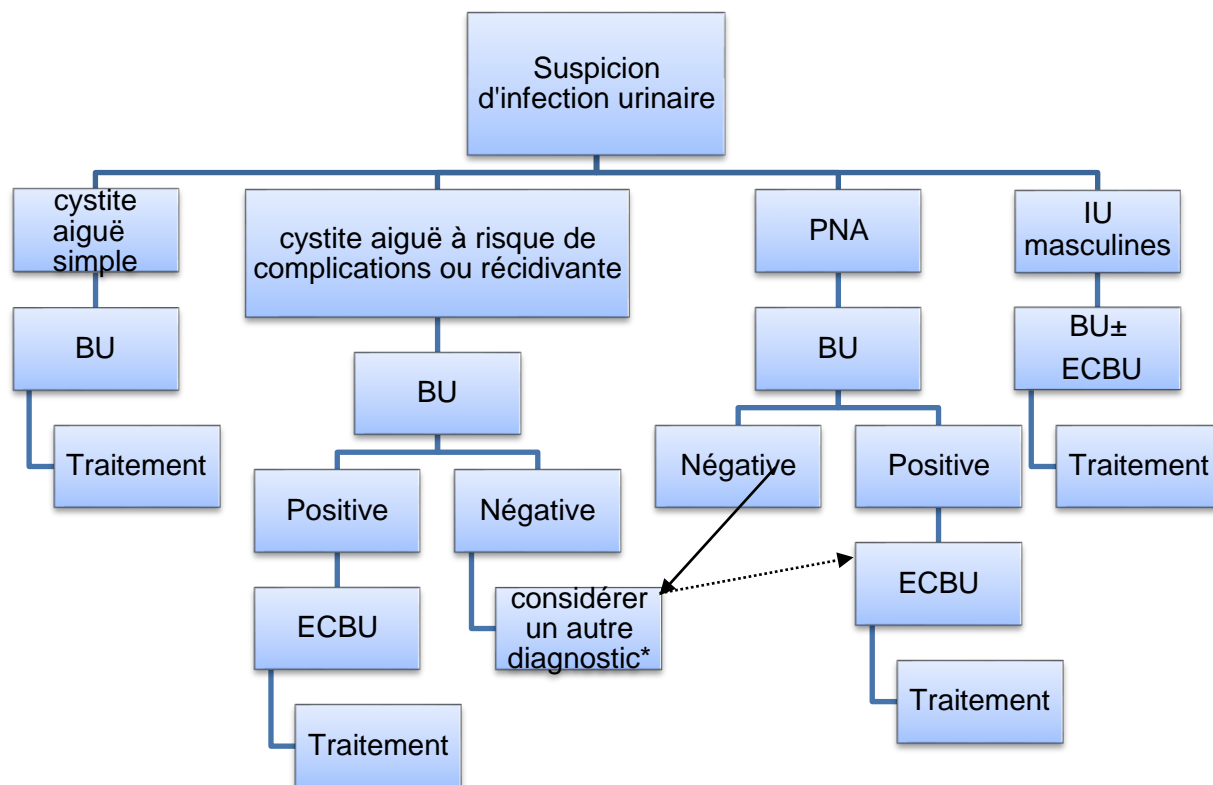 Suspicion
d'infection urinaire
cystite
aiguë
simple
cystite aiguë à risque de
complications ou récidivante
PNA
IU
masculines
BU
BU
BU
BU±
ECBU
Traitement
Positive
Négative
Négative
Positive
Traitement
ECBU
considérer
un autre
diagnostic*
ECBU
Traitement
Traitement